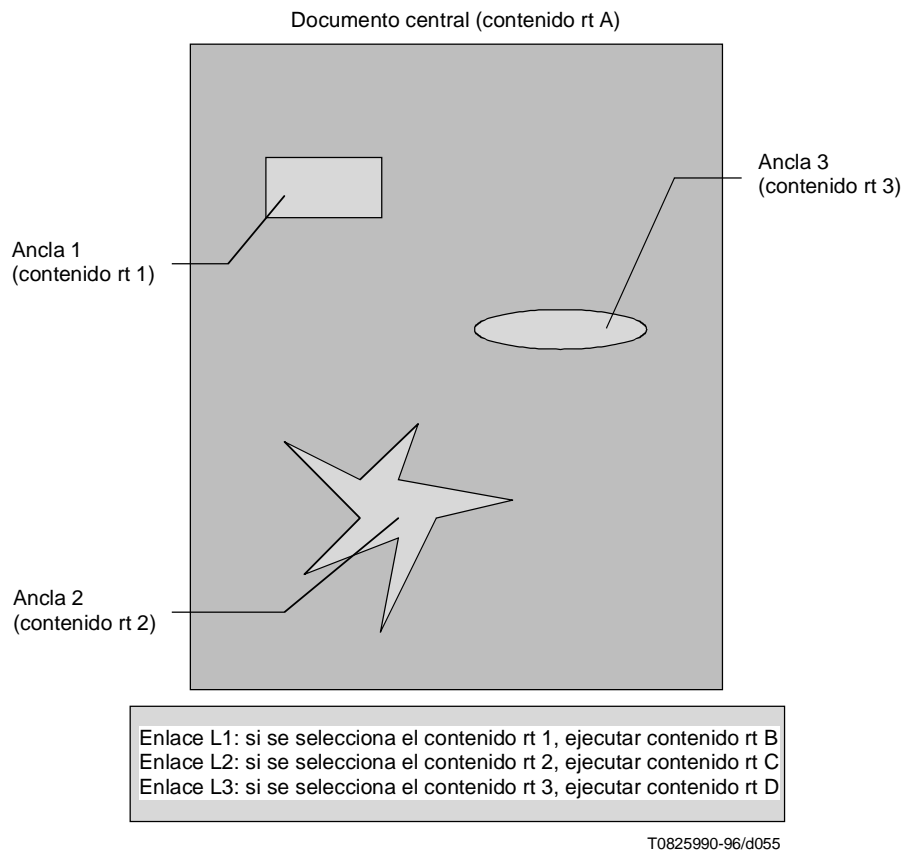 Documento central (contenido rt A)
Ancla 3
(contenido rt 3)
Ancla 1
(contenido rt 1)
Ancla 2
(contenido rt 2)
Enlace L1: si se selecciona el contenido rt 1, ejecutar contenido rt B
Enlace L2: si se selecciona el contenido rt 2, ejecutar contenido rt C
Enlace L3: si se selecciona el contenido rt 3, ejecutar contenido rt D
T0825990-96/d055